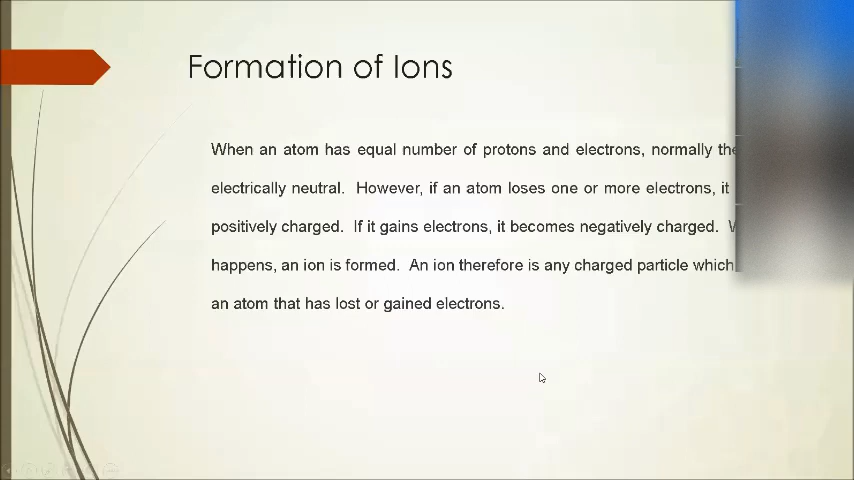 Formation of Ions
When an atom has equal number of protons and electrons, normally
electrically neutral. However, if an atom loses one or more electrons, it
positively charged. If it gains electrons, it becomes negatively charged.
happens, an ion is formed. An ion therefore is any charged particle which
an atom that has lost or gained electrons.